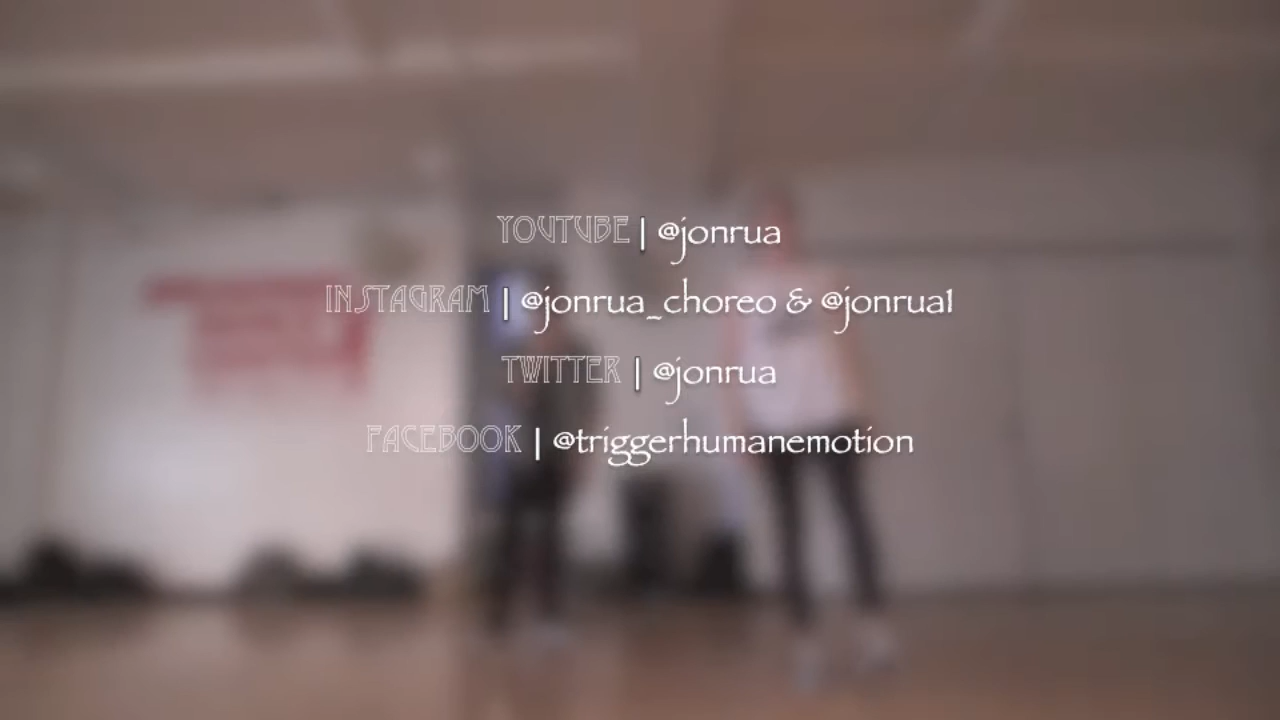 YOUTUBE | @jonrua
INSTAGRAM | @jonrua_choreo & @jonrua1
TWITTER | @jonrua
FACEBOOK | @triggerhumanemotion